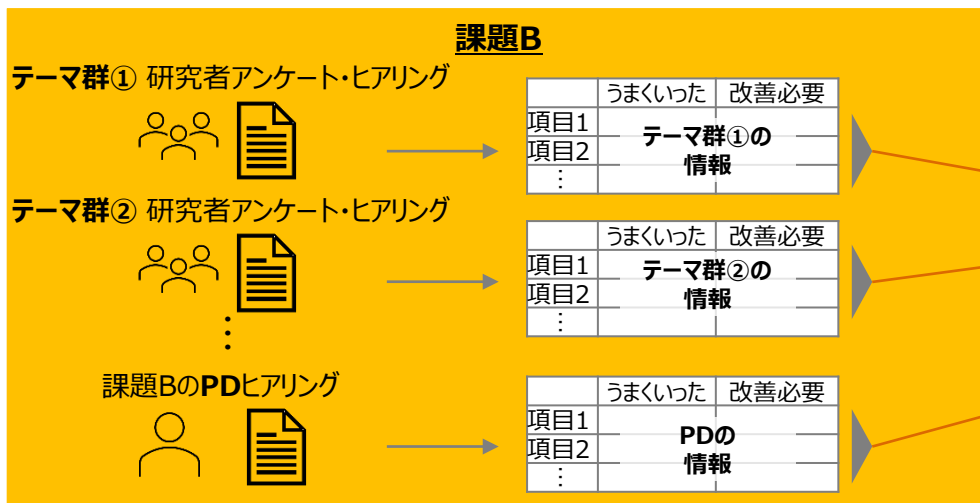 課題B
テーマ群① 研究者アンケート・ヒアリング
うまくいった 改善必要
項目1
項目2
⋮
テーマ群①の
情報
テーマ群② 研究者アンケート・ヒアリング
うまくいった 改善必要
項目1
項目2
⋮
テーマ群②の
情報
⋮
課題BのPDヒアリング
うまくいった 改善必要
項目1
項目2
⋮
PDの
情報